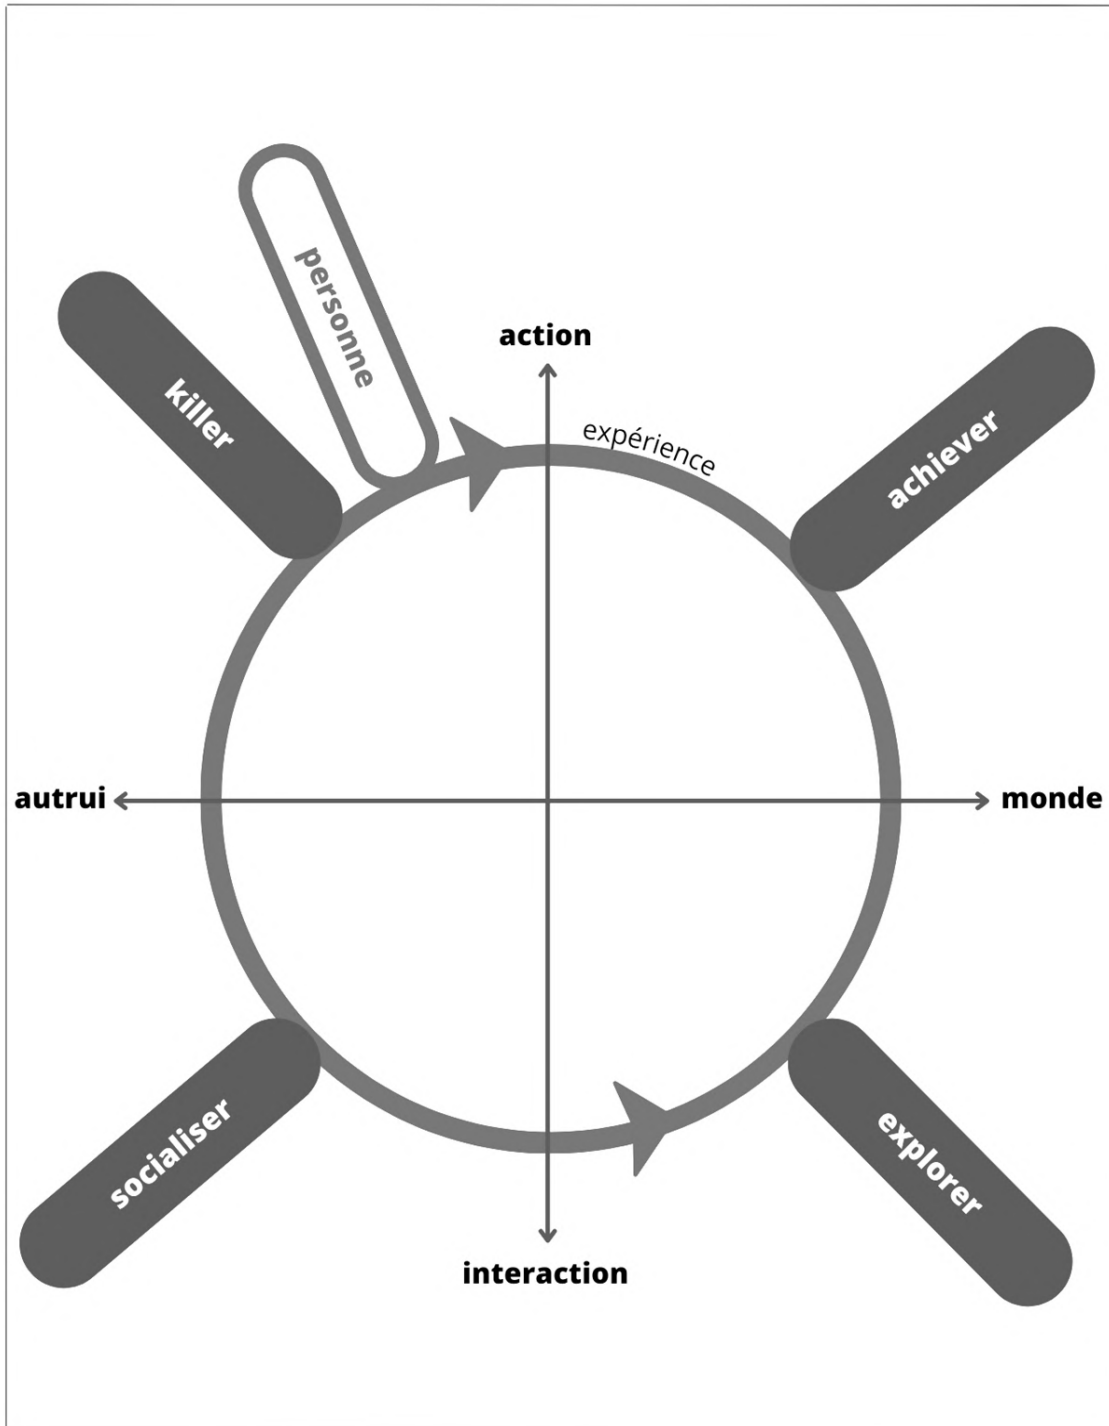 personne
killer
action
expérience
achiever
autrui
monde
socialiser
explorer
interaction